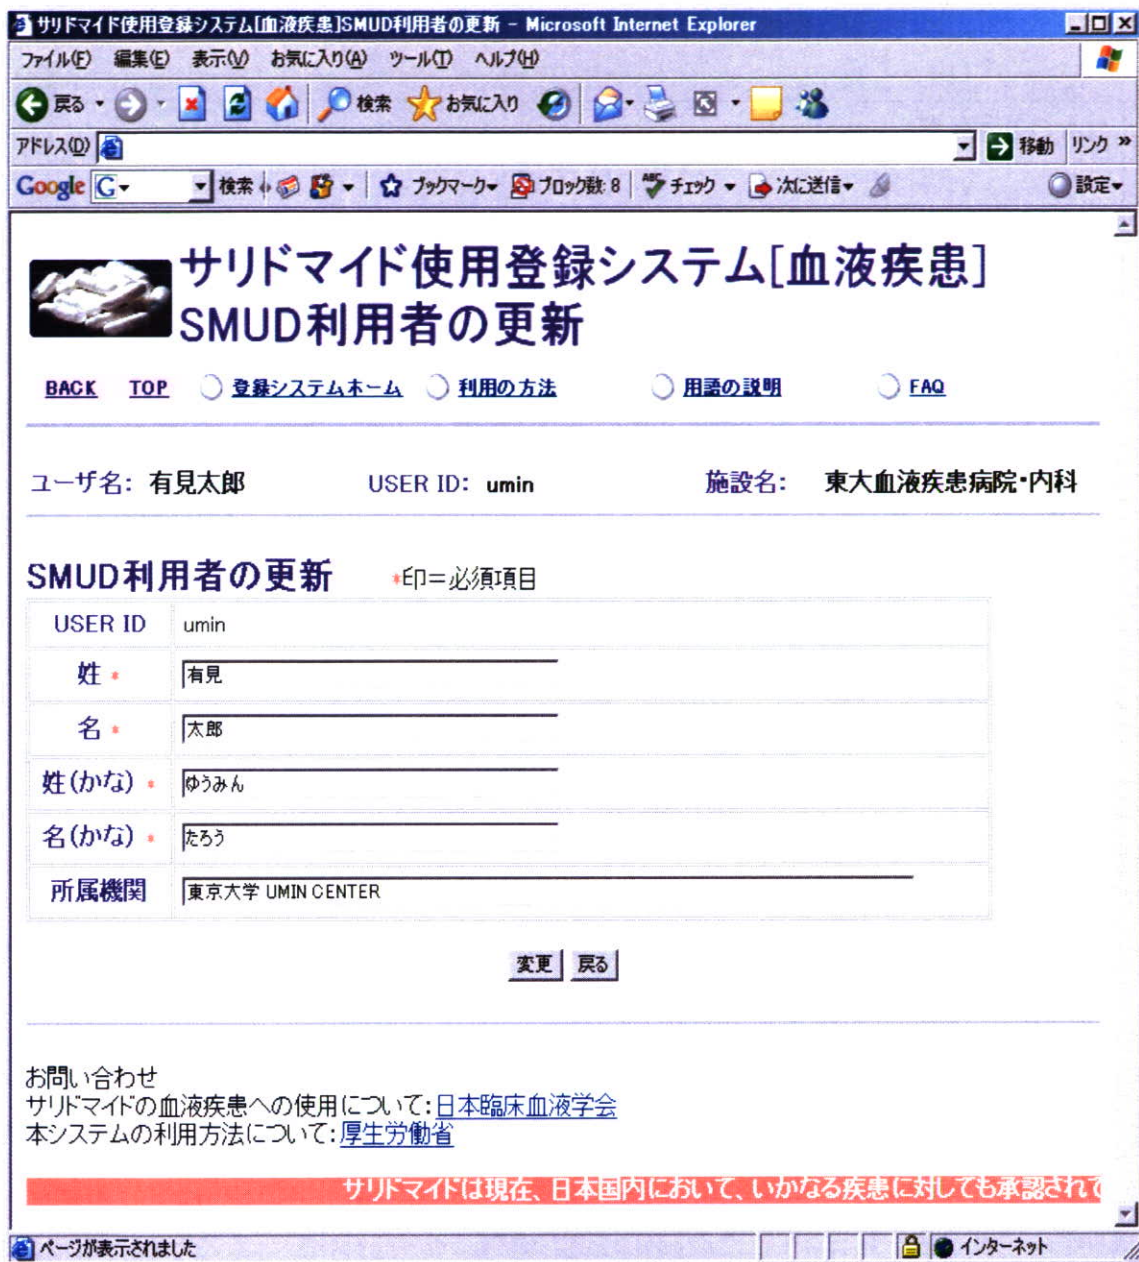 サリドマイド使用登録システム[血液疾患]SMUD利用者の更新 - Microsoft Internet Explorer
ファイル(F) 編集(E) 表示(V) お気に入り(A) ツール(T) ヘルプ(H)
戻る 検索 お気に入り
アドレス(D) 移動 リンク »
Google G 検索 ブックマーク ブロック数: 8 ABC チェック 次に送信 設定
サリドマイド使用登録システム[血液疾患]
SMUD利用者の更新
BACK TOP 登録システムホーム 利用の方法 用語の説明 FAQ
ユーザ名: 有見太郎 USER ID: umin 施設名: 東大血液疾患病院・内科
SMUD利用者の更新 *印=必須項目
USER ID umin
姓 * 有見
名 * 太郎
姓(かな) * ゆうみん
名(かな) * たろう
所属機関 東京大学 UMIN CENTER
変更 戻る
お問い合わせ
サリドマイドの血液疾患への使用について: 日本臨床血液学会
本システムの利用方法について: 厚生労働省
サリドマイドは現在、日本国内において、いかなる疾患に対しても承認されて
ページが表示されました インターネット